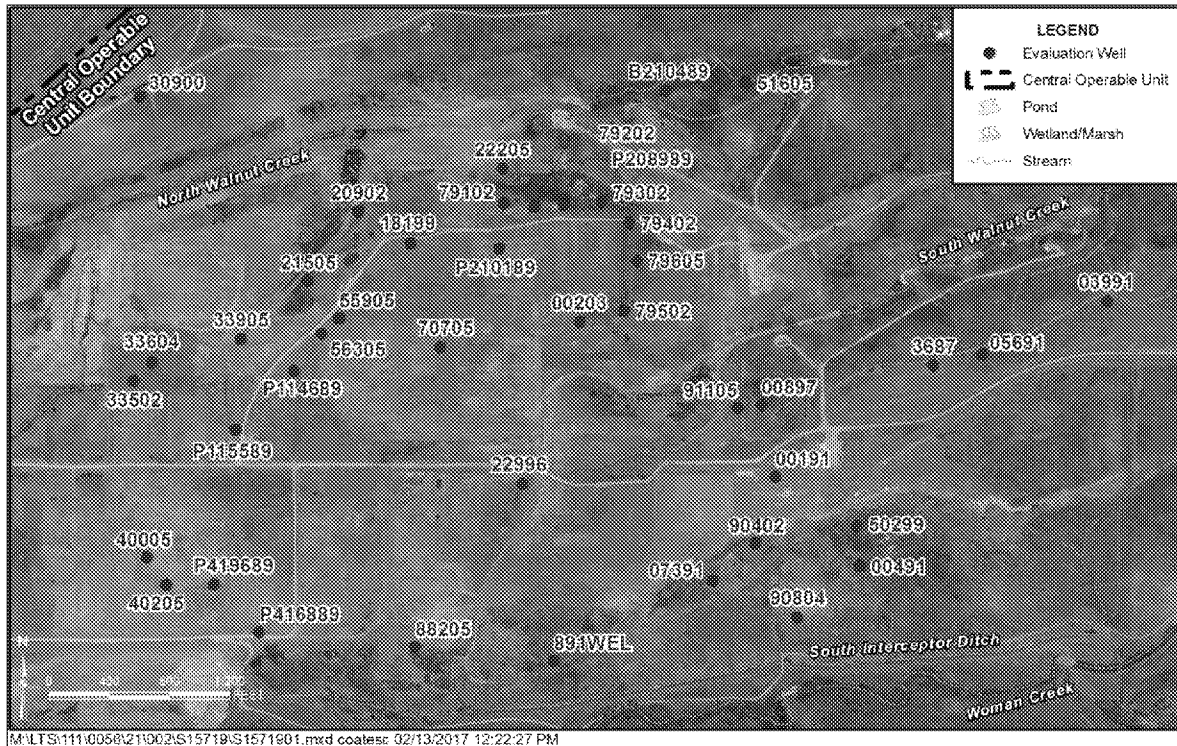 LEGEND
Evaluation Well
Central Operable Unit
Pond
Wetland/Marsh
Stream
Central Operable
Unit Boundary
30900
B210489
51605
79202
22205
P208989
North Walnut Creek
20902
79102
79302
18199
79402
P210189
79605
21505
South Walnut Creek
55905
00203
79502
33905
56305
70705
33604
3687
05691
P114689
33502
91105
00897
P115589
22996
00191
90402
50299
40005
P419689
07391
00491
40205
90804
P416889
88205
891WEL
South Interceptor Ditch
Woman Creek
N
0
FEET
M:\LTS\111\0056\21\002\S15719\S1571901.mxd coatesc 02/13/2017 12:22:27 PM